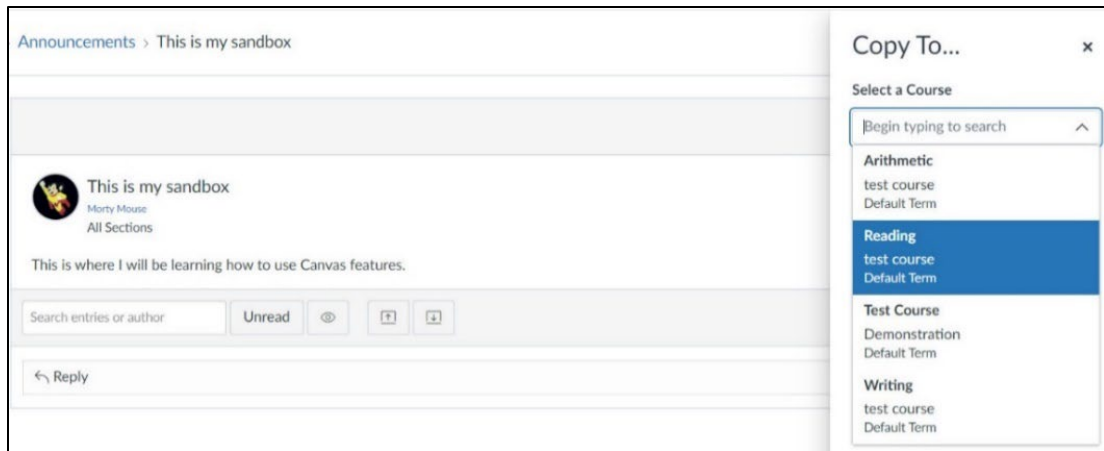 Announcements > This is my sandbox
This is my sandbox
Morty Mouse
All Sections
This is where I will be learning how to use Canvas features.
Search entries or author
Unread
Reply
Copy To...
Select a Course
Begin typing to search
Arithmetic
test course
Default Term
Reading
test course
Default Term
Test Course
Demonstration
Default Term
Writing
test course
Default Term